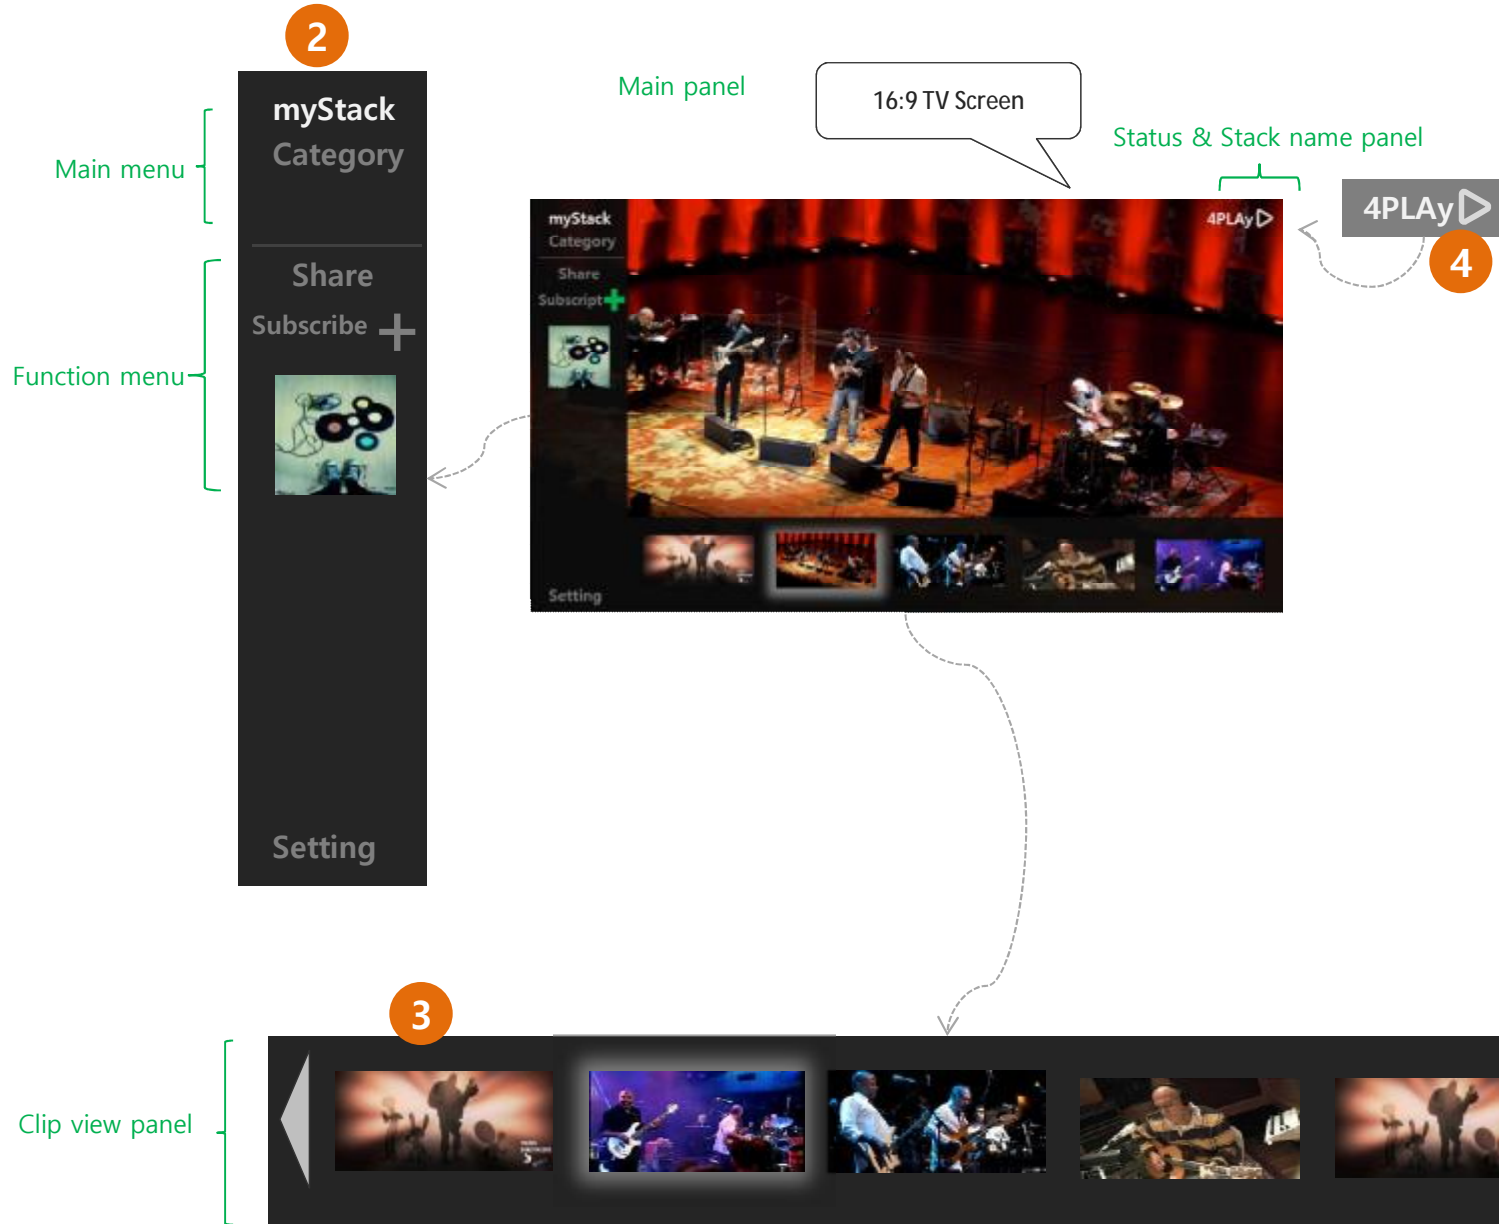 2
myStack
Category
Main menu
Share
Subscribe
Function menu
Setting
Main panel
16:9 TV Screen
Status & Stack name panel
4PLAy
4
myStack
Category
Share
Subscript
Setting
4PLAy
3
Clip view panel